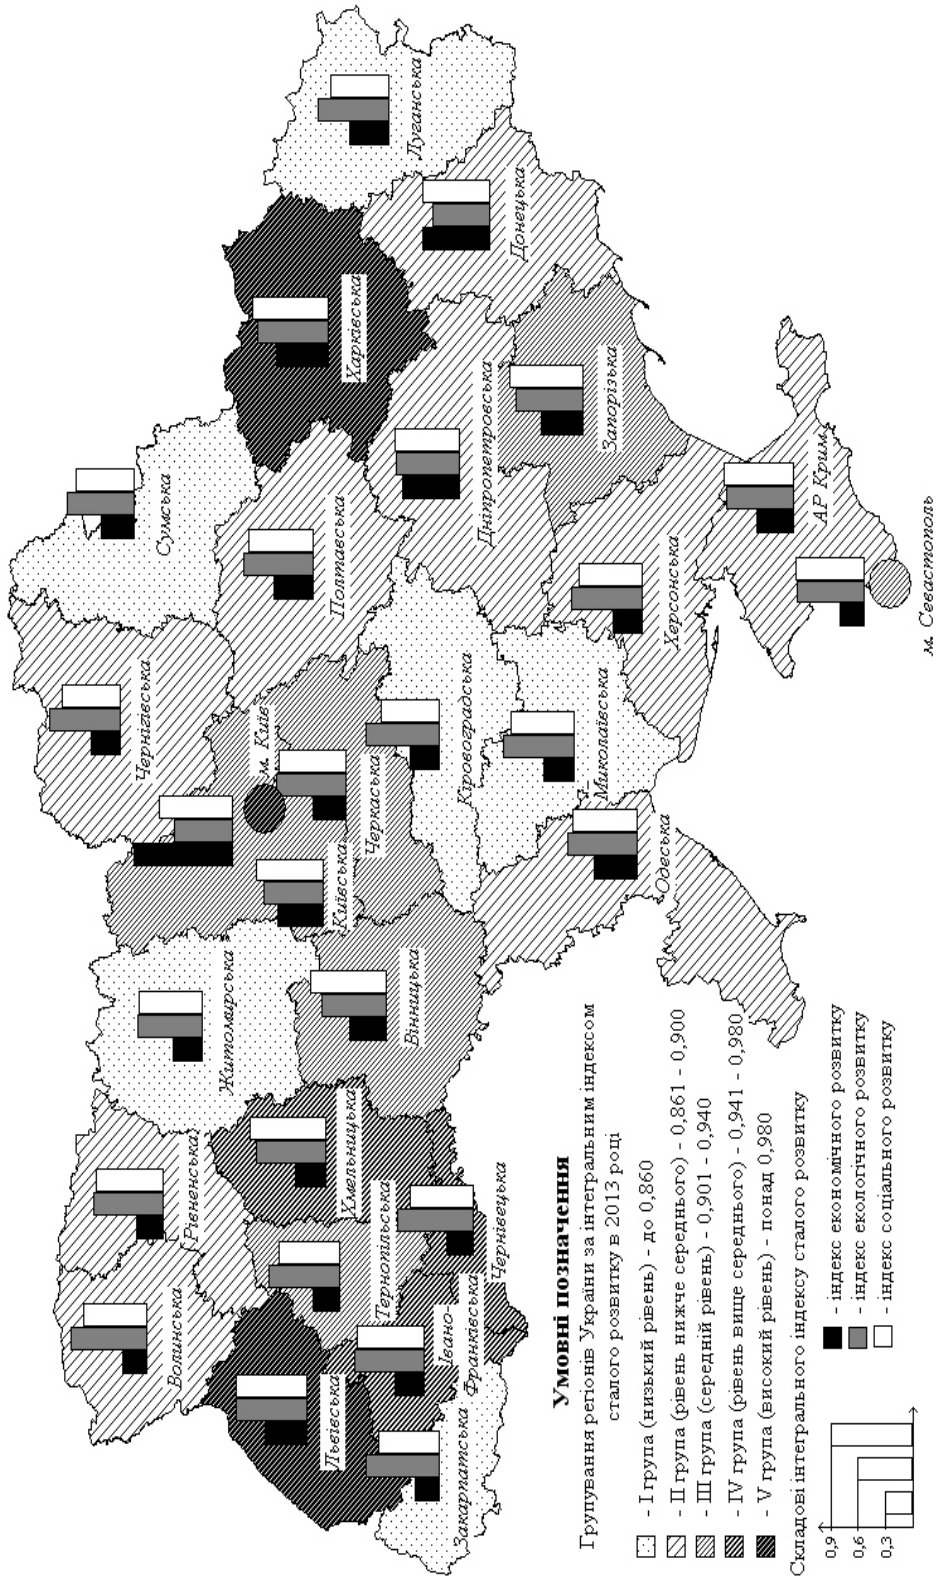 Волинська
Рівненська
Житомирська
Чернігівська
Сумська
м. Київ
Київська
Черкаська
Полтавська
Харківська
Луганська
Львівська
Тернопільська
Хмельницька
Вінницька
Кіровоградська
Дніпропетровська
Донецька
Закарпатська
Івано-
Франківська
Чернівецька
Одеська
Миколаївська
Херсонська
Запорізька
АР Крим
м. Севастополь
Умовні позначення
Групування регіонів України за інтегральним індексом
сталого розвитку в 2013 році
- І група (низький рівень) - до 0,860
- ІІ група (рівень нижче середнього) - 0,861 - 0,900
- ІІІ група (середній рівень) - 0,901 - 0,940
- IV група (рівень вище середнього) - 0,941 - 0,980
- V група (високий рівень) - понад 0,980
Складові інтегрального індексу сталого розвитку
0,9
0,6
0,3
- індекс економічного розвитку
- індекс екологічного розвитку
- індекс соціального розвитку